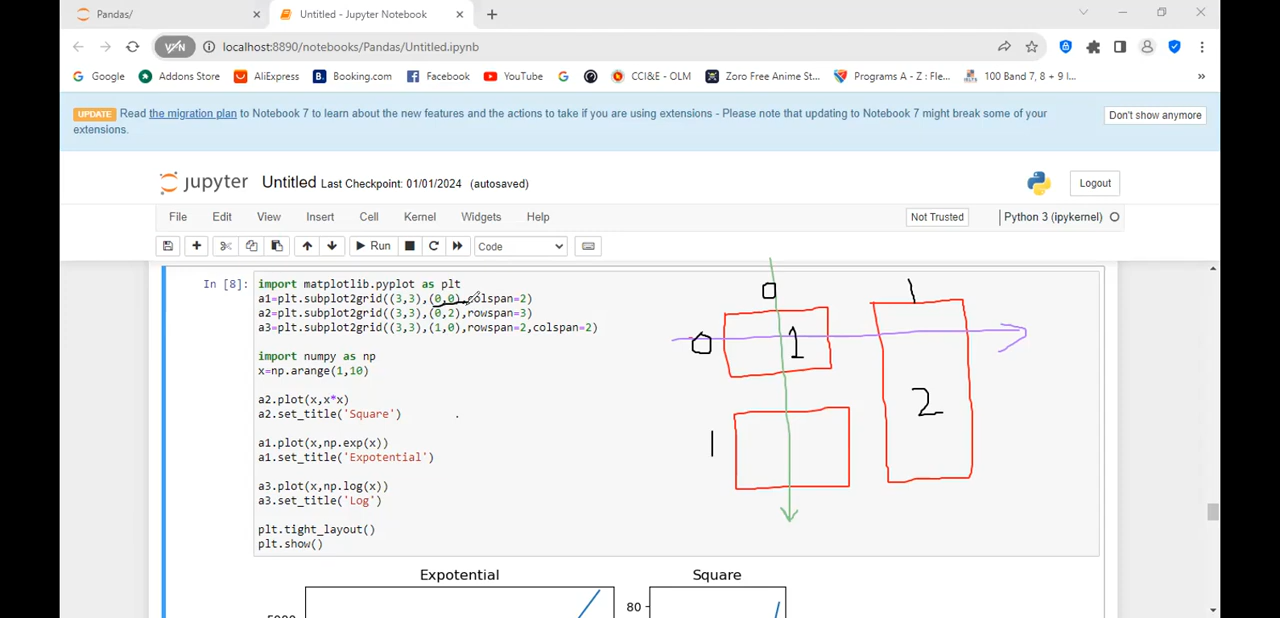 Pandas/
Untitled - Jupyter Notebook
VPN
localhost:8890/notebooks/Pandas/Untitled.ipynb
Google
Addons Store
AliExpress
B. Booking.com
Facebook
YouTube
CCI&E - OLM
Zoro Free Anime St...
Programs A - Z : Fle...
100 Band 7, 8 + 9 I...
»
UPDATE Read the migration plan to Notebook 7 to learn about the new features and the actions to take if you are using extensions - Please note that updating to Notebook 7 might break some of your
extensions.
Don't show anymore
jupyter Untitled Last Checkpoint: 01/01/2024 (autosaved)
Logout
File Edit View Insert Cell Kernel Widgets Help
Not Trusted
Python 3 (ipykernel)
Run
Code
In [8]:
import matplotlib.pyplot as plt
a1=plt.subplot2grid((3,3),(0,0),colspan=2)
a2=plt.subplot2grid((3,3),(0,2),rowspan=3)
a3=plt.subplot2grid((3,3),(1,0),rowspan=2,colspan=2)
import numpy as np
x=np.arange(1,10)
a2.plot(x,x*x)
a2.set_title('Square')
a1.plot(x,np.exp(x))
a1.set_title('Expotential')
a3.plot(x,np.log(x))
a3.set_title('Log')
plt.tight_layout()
plt.show()
0
1
0
1
2
1
Expotential
Square
80